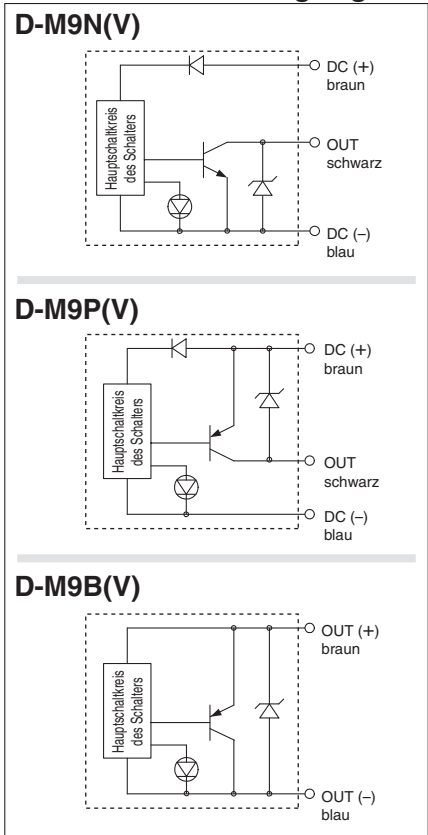 D-M9N(V)
DC (+)
braun
Hauptschaltkreis
des Schalters
OUT
schwarz
DC (–)
blau
D-M9P(V)
DC (+)
braun
Hauptschaltkreis
des Schalters
OUT
schwarz
DC (–)
blau
D-M9B(V)
OUT (+)
braun
Hauptschaltkreis
des Schalters
OUT (–)
blau